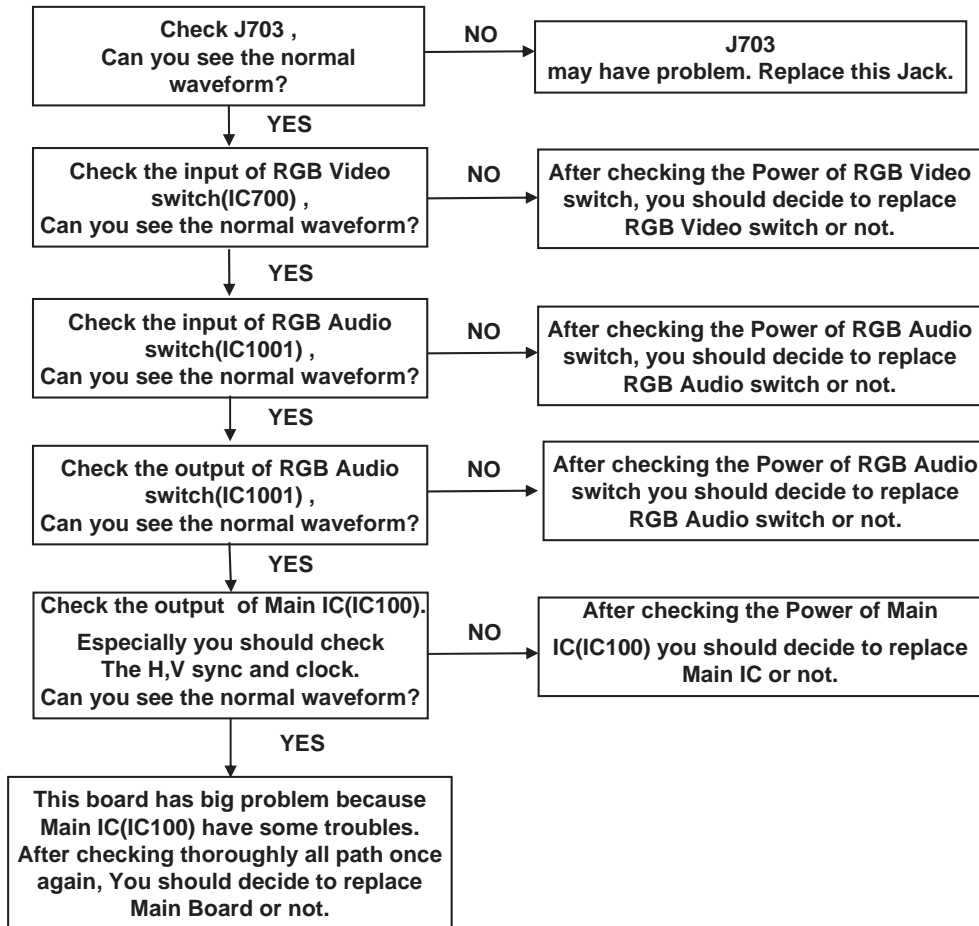 Check J703 ,
Can you see the normal
waveform?
NO
J703
may have problem. Replace this Jack.
YES
Check the input of RGB Video
switch(IC700) ,
Can you see the normal waveform?
NO
After checking the Power of RGB Video
switch, you should decide to replace
RGB Video switch or not.
YES
Check the input of RGB Audio
switch(IC1001) ,
Can you see the normal waveform?
NO
After checking the Power of RGB Audio
switch, you should decide to replace
RGB Audio switch or not.
YES
Check the output of RGB Audio
switch(IC1001) ,
Can you see the normal waveform?
NO
After checking the Power of RGB Audio
switch you should decide to replace
RGB Audio switch or not.
YES
Check the output of Main IC(IC100).
Especially you should check
The H,V sync and clock.
Can you see the normal waveform?
NO
After checking the Power of Main
IC(IC100) you should decide to replace
Main IC or not.
YES
This board has big problem because
Main IC(IC100) have some troubles.
After checking thoroughly all path once
again, You should decide to replace
Main Board or not.